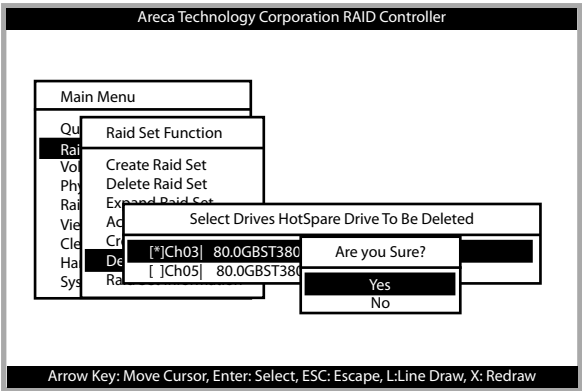 Areca Technology Corporation RAID Controller
Main Menu
Qu
Rai
Vol
Phy
Rai
Vie
Cle
Ha
Sys
Raid Set Function
Create Raid Set
Delete Raid Set
Expand Raid Set
Ac
Cr
De
Select Drives HotSpare Drive To Be Deleted
[*]Ch03| 80.0GBST380
[ ]Ch05| 80.0GBST380
Are you Sure?
Yes
No
Arrow Key: Move Cursor, Enter: Select, ESC: Escape, L:Line Draw, X: Redraw